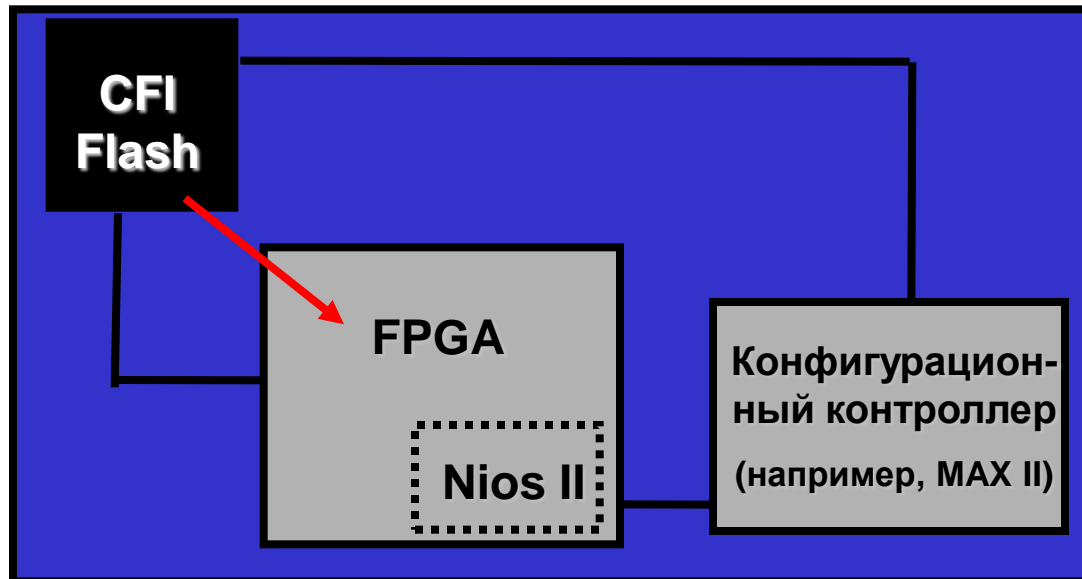 CFI
Flash
FPGA
Nios II
Конфигурацион-
ный контроллер
(например, MAX II)